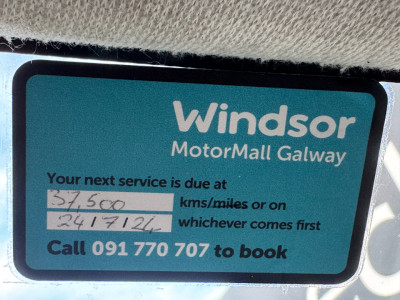 Windsor
MotorMall Galway
Your next service is due at
37,500 kms/miles or on
24/7/24 whichever comes first
Call 091 770 707 to book